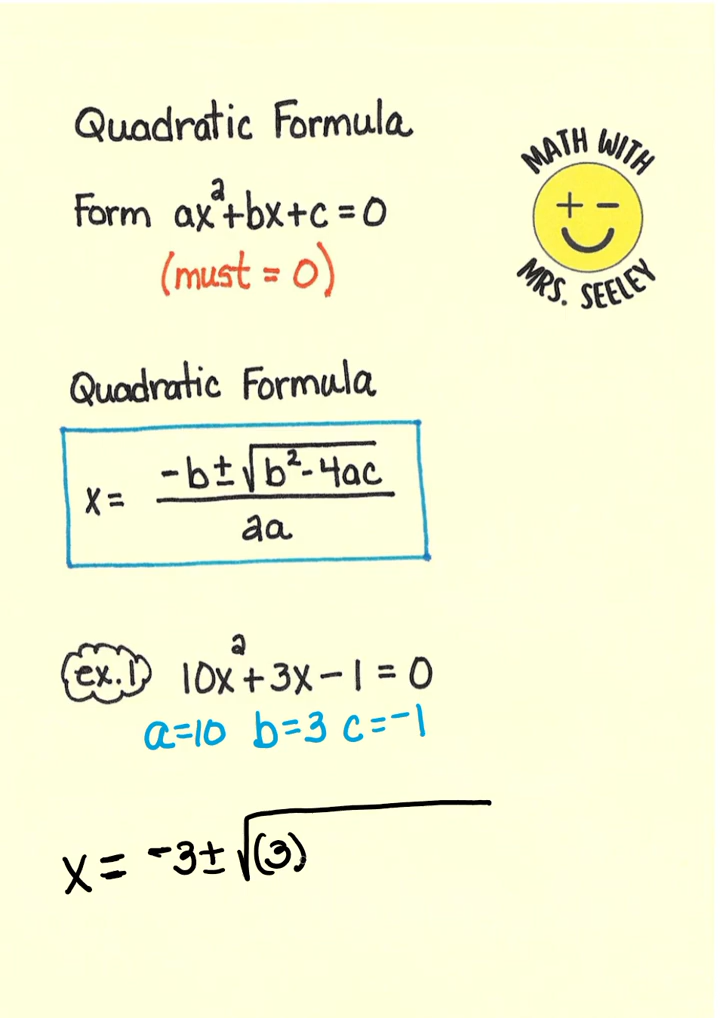 Quadratic Formula
MATH WITH
+ −
MRS. SEELEY
Form ax²+bx+c=0
(must = 0)
Quadratic Formula
x= -b±√b²-4ac
2a
ex.1 10x²+3x-1=0
a=10 b=3 c=-1
x= -3±√(3)